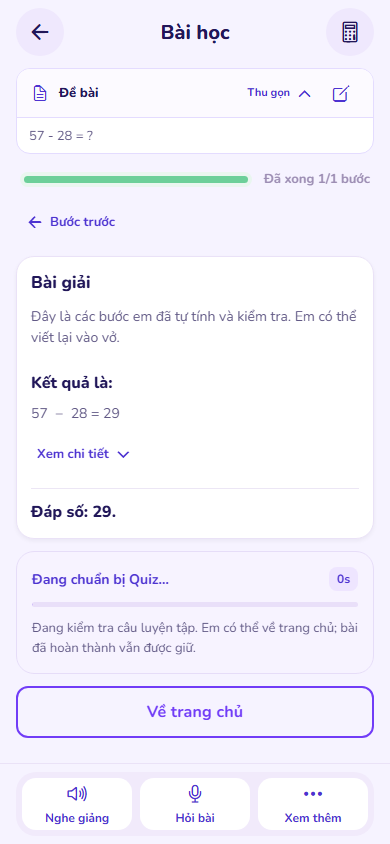 Bài học
Đề bài
Thu gọn
57 - 28 = ?
Đã xong 1/1 bước
Bước trước
Bài giải
Đây là các bước em đã tự tính và kiểm tra. Em có thể
viết lại vào vở.
Kết quả là:
57 – 28 = 29
Xem chi tiết
Đáp số: 29.
Đang chuẩn bị Quiz...
0s
Đang kiểm tra câu luyện tập. Em có thể về trang chủ; bài
đã hoàn thành vẫn được giữ.
Về trang chủ
Nghe giảng
Hỏi bài
Xem thêm